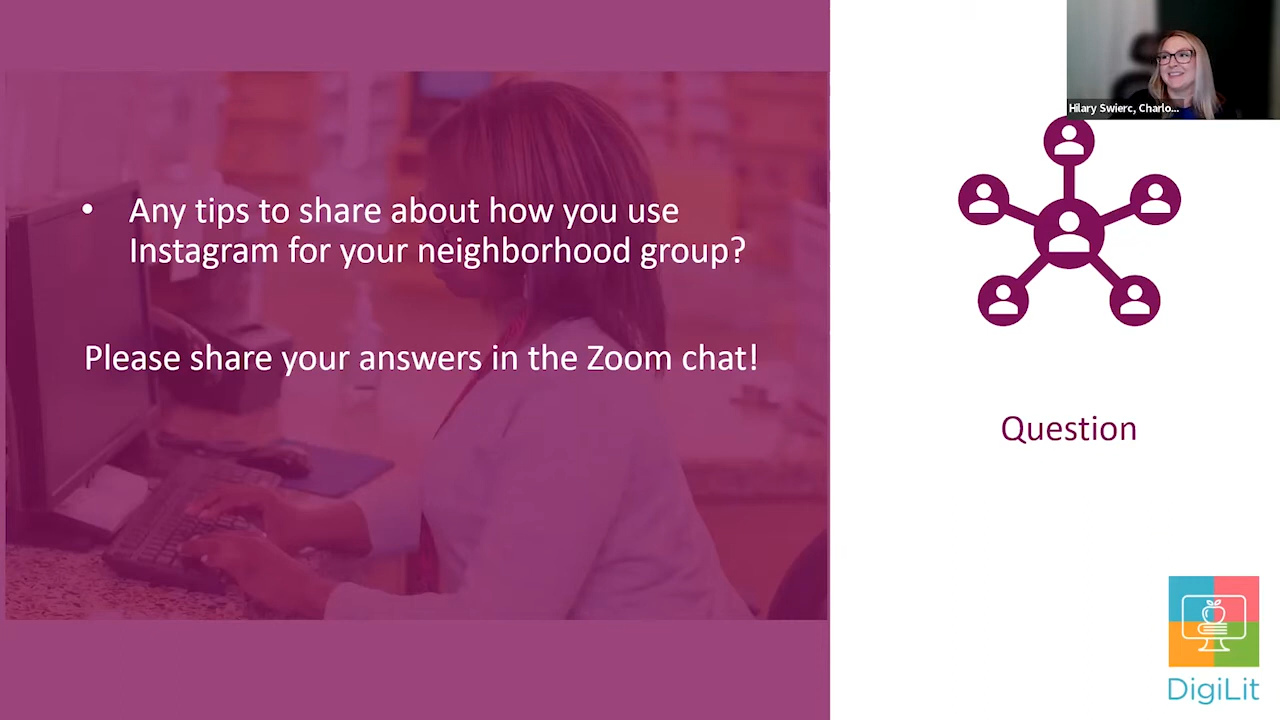 Hilary Swierc, Charlo...
• Any tips to share about how you use
Instagram for your neighborhood group?
Please share your answers in the Zoom chat!
Question
DigiLit